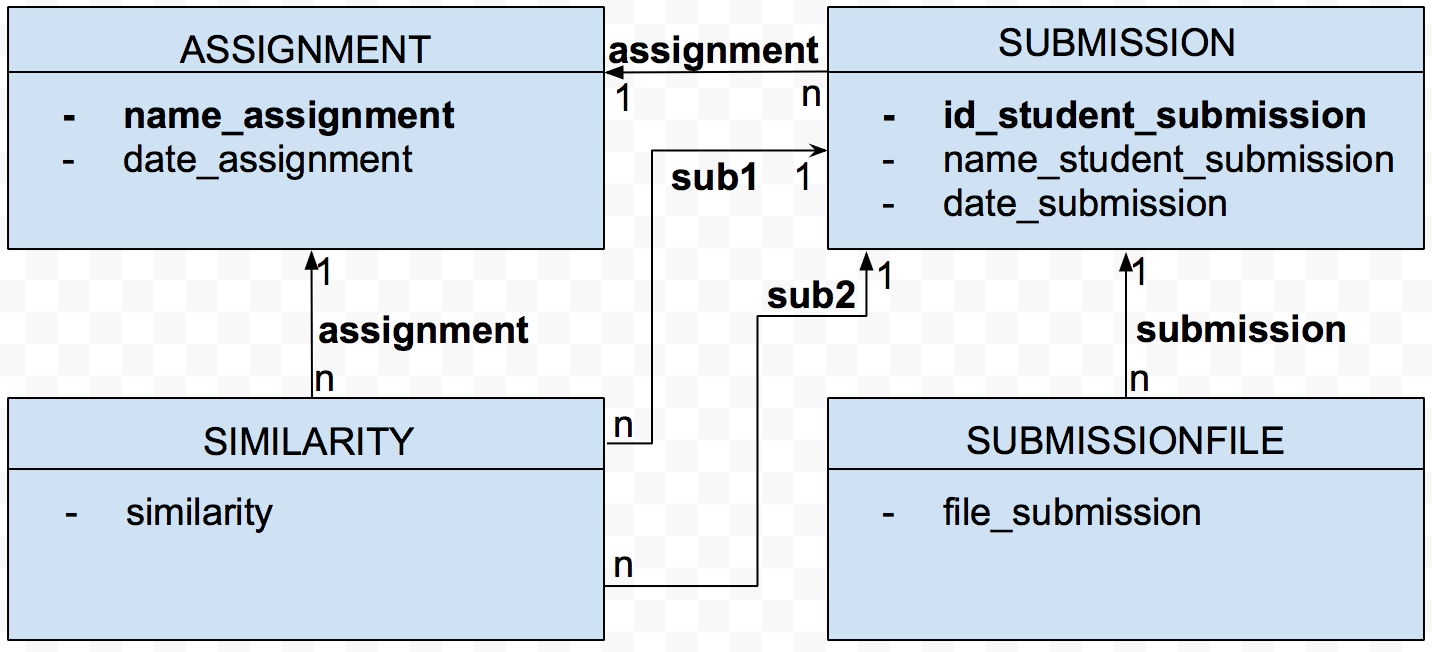 ASSIGNMENT
- name_assignment
- date_assignment
assignment
1
n
SUBMISSION
- id_student_submission
- name_student_submission
- date_submission
sub1
1
sub2
1
1
assignment
n
1
submission
n
SIMILARITY
- similarity
n
n
SUBMISSIONFILE
- file_submission